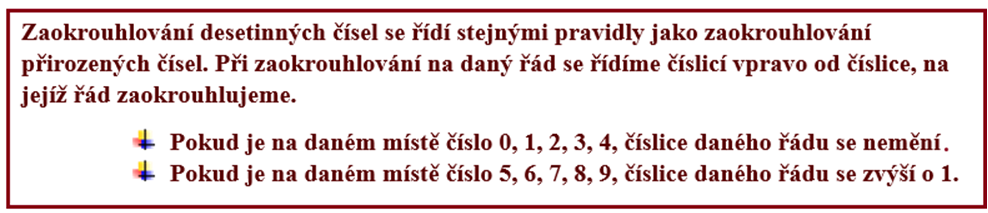 Zaokrouhlování desetinných čísel se řídí stejnými pravidly jako zaokrouhlování
přirozených čísel. Při zaokrouhlování na daný řád se řídíme číslicí vpravo od číslice, na
jejíž řád zaokrouhlujeme.
Pokud je na daném místě číslo 0, 1, 2, 3, 4, číslice daného řádu se nemění.
Pokud je na daném místě číslo 5, 6, 7, 8, 9, číslice daného řádu se zvýší o 1.